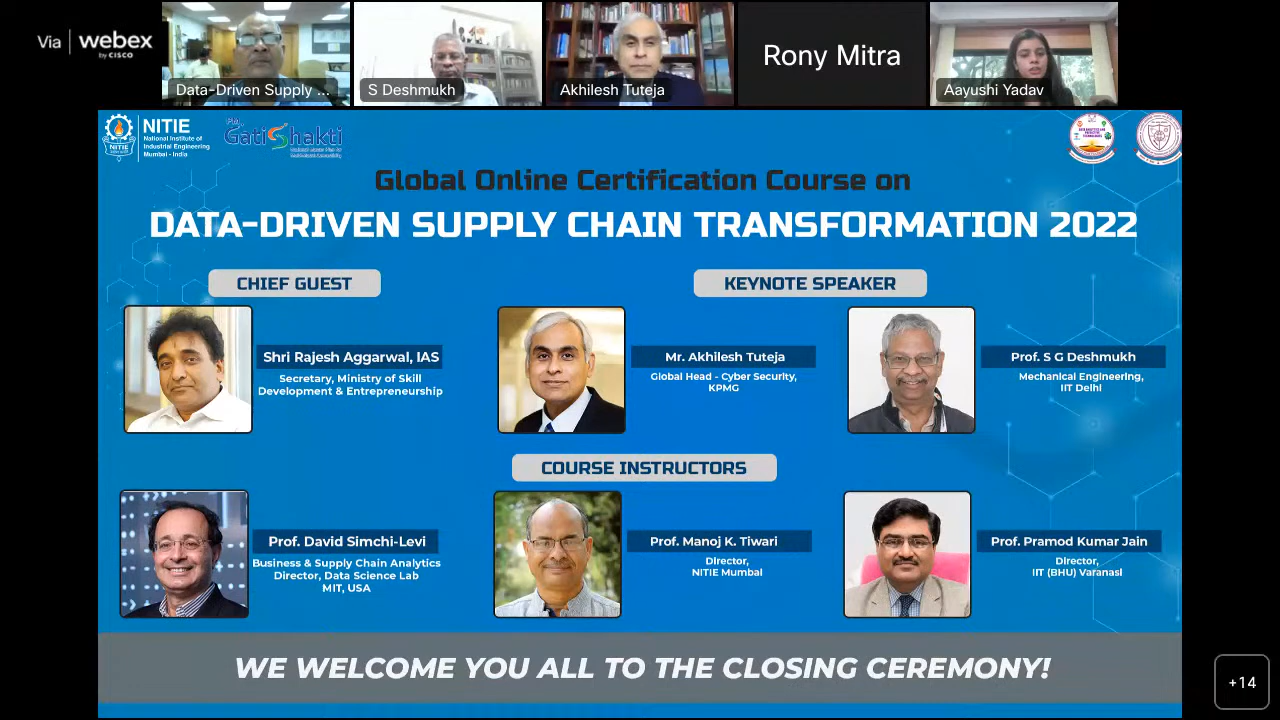 Via | webex
by CISCO
Data-Driven Supply ...
S Deshmukh
Akhilesh Tuteja
Rony Mitra
Aayushi Yadav
NITIE
National Institute of
Industrial Engineering
Mumbai - India
NITIE
PM
GatiShakti
Global Online Certification Course on
DATA-DRIVEN SUPPLY CHAIN TRANSFORMATION 2022
CHIEF GUEST
KEYNOTE SPEAKER
Shri Rajesh Aggarwal, IAS
Secretary, Ministry of Skill
Development & Entrepreneurship
Mr. Akhilesh Tuteja
Global Head - Cyber Security,
KPMG
Prof. S G Deshmukh
Mechanical Engineering,
IIT Delhi
COURSE INSTRUCTORS
Prof. David Simchi-Levi
Business & Supply Chain Analytics
Director, Data Science Lab
MIT, USA
Prof. Manoj K. Tiwari
Director,
NITIE Mumbai
Prof. Pramod Kumar Jain
Director,
IIT (BHU) Varanasi
WE WELCOME YOU ALL TO THE CLOSING CEREMONY!
+14